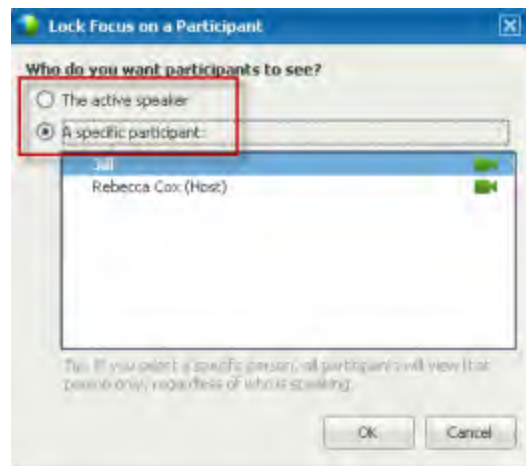 Lock Focus on a Participant
Who do you want participants to see?
The active speaker
A specific participant:
Jill
Rebecca Cox (Host)
Tip: If you select a specific person, all participants will view that
person only, regardless of who is speaking.
OK
Cancel